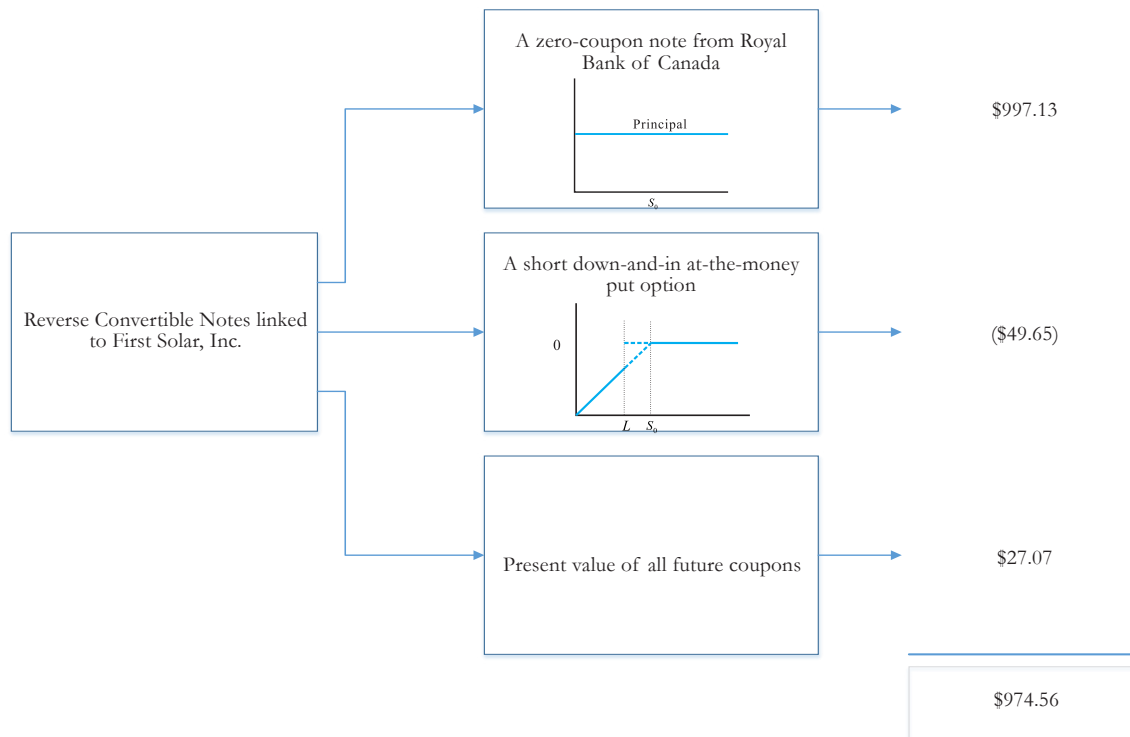 A zero-coupon note from Royal
Bank of Canada
Principal
S₀
$997.13
Reverse Convertible Notes linked
to First Solar, Inc.
A short down-and-in at-the-money
put option
0
L S₀
($49.65)
Present value of all future coupons
$27.07
$974.56